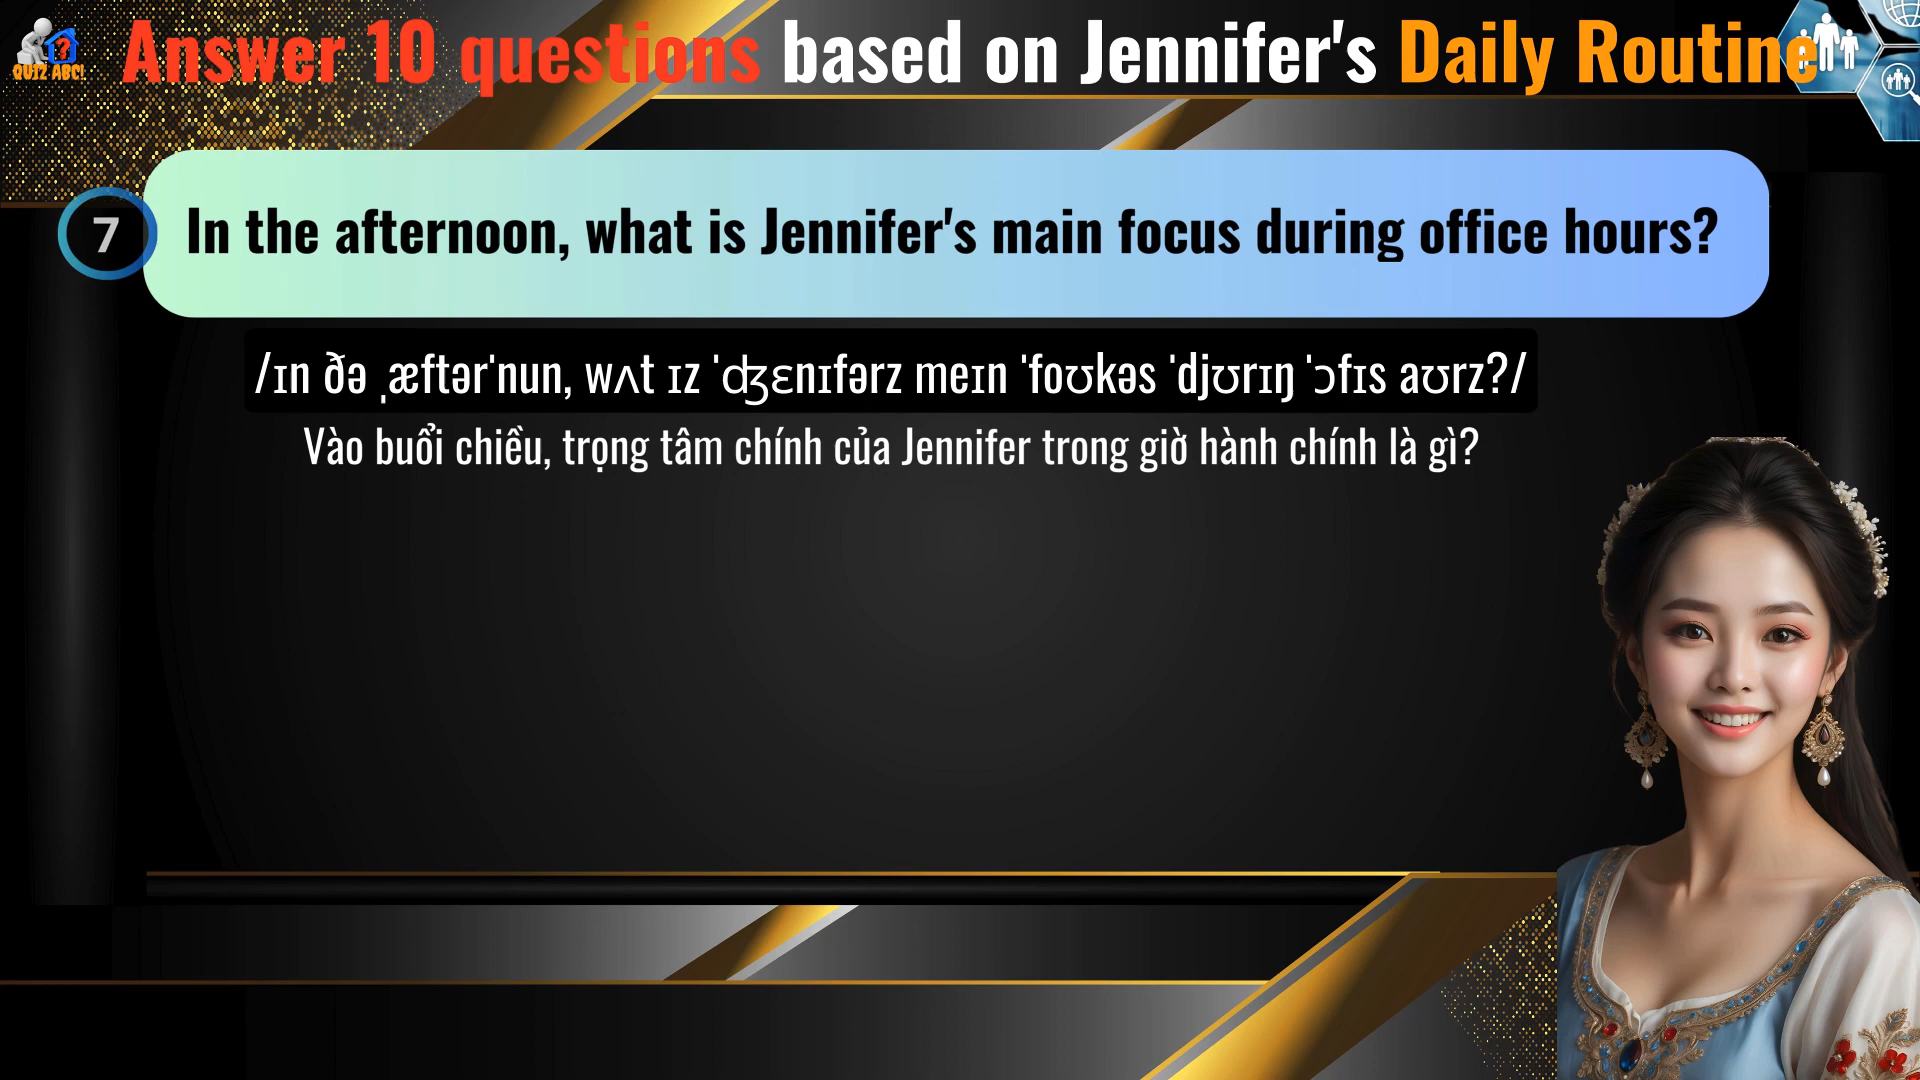 QUIZ ABC!
Answer 10 questions based on Jennifer's Daily Routine
7
In the afternoon, what is Jennifer's main focus during office hours?
/ɪn ðə ˌæftərˈnun, wʌt ɪz ˈʤɛnɪfərz meɪn ˈfoʊkəs ˈdjʊrɪŋ ˈɔfɪs aʊrz?/
Vào buổi chiều, trọng tâm chính của Jennifer trong giờ hành chính là gì?